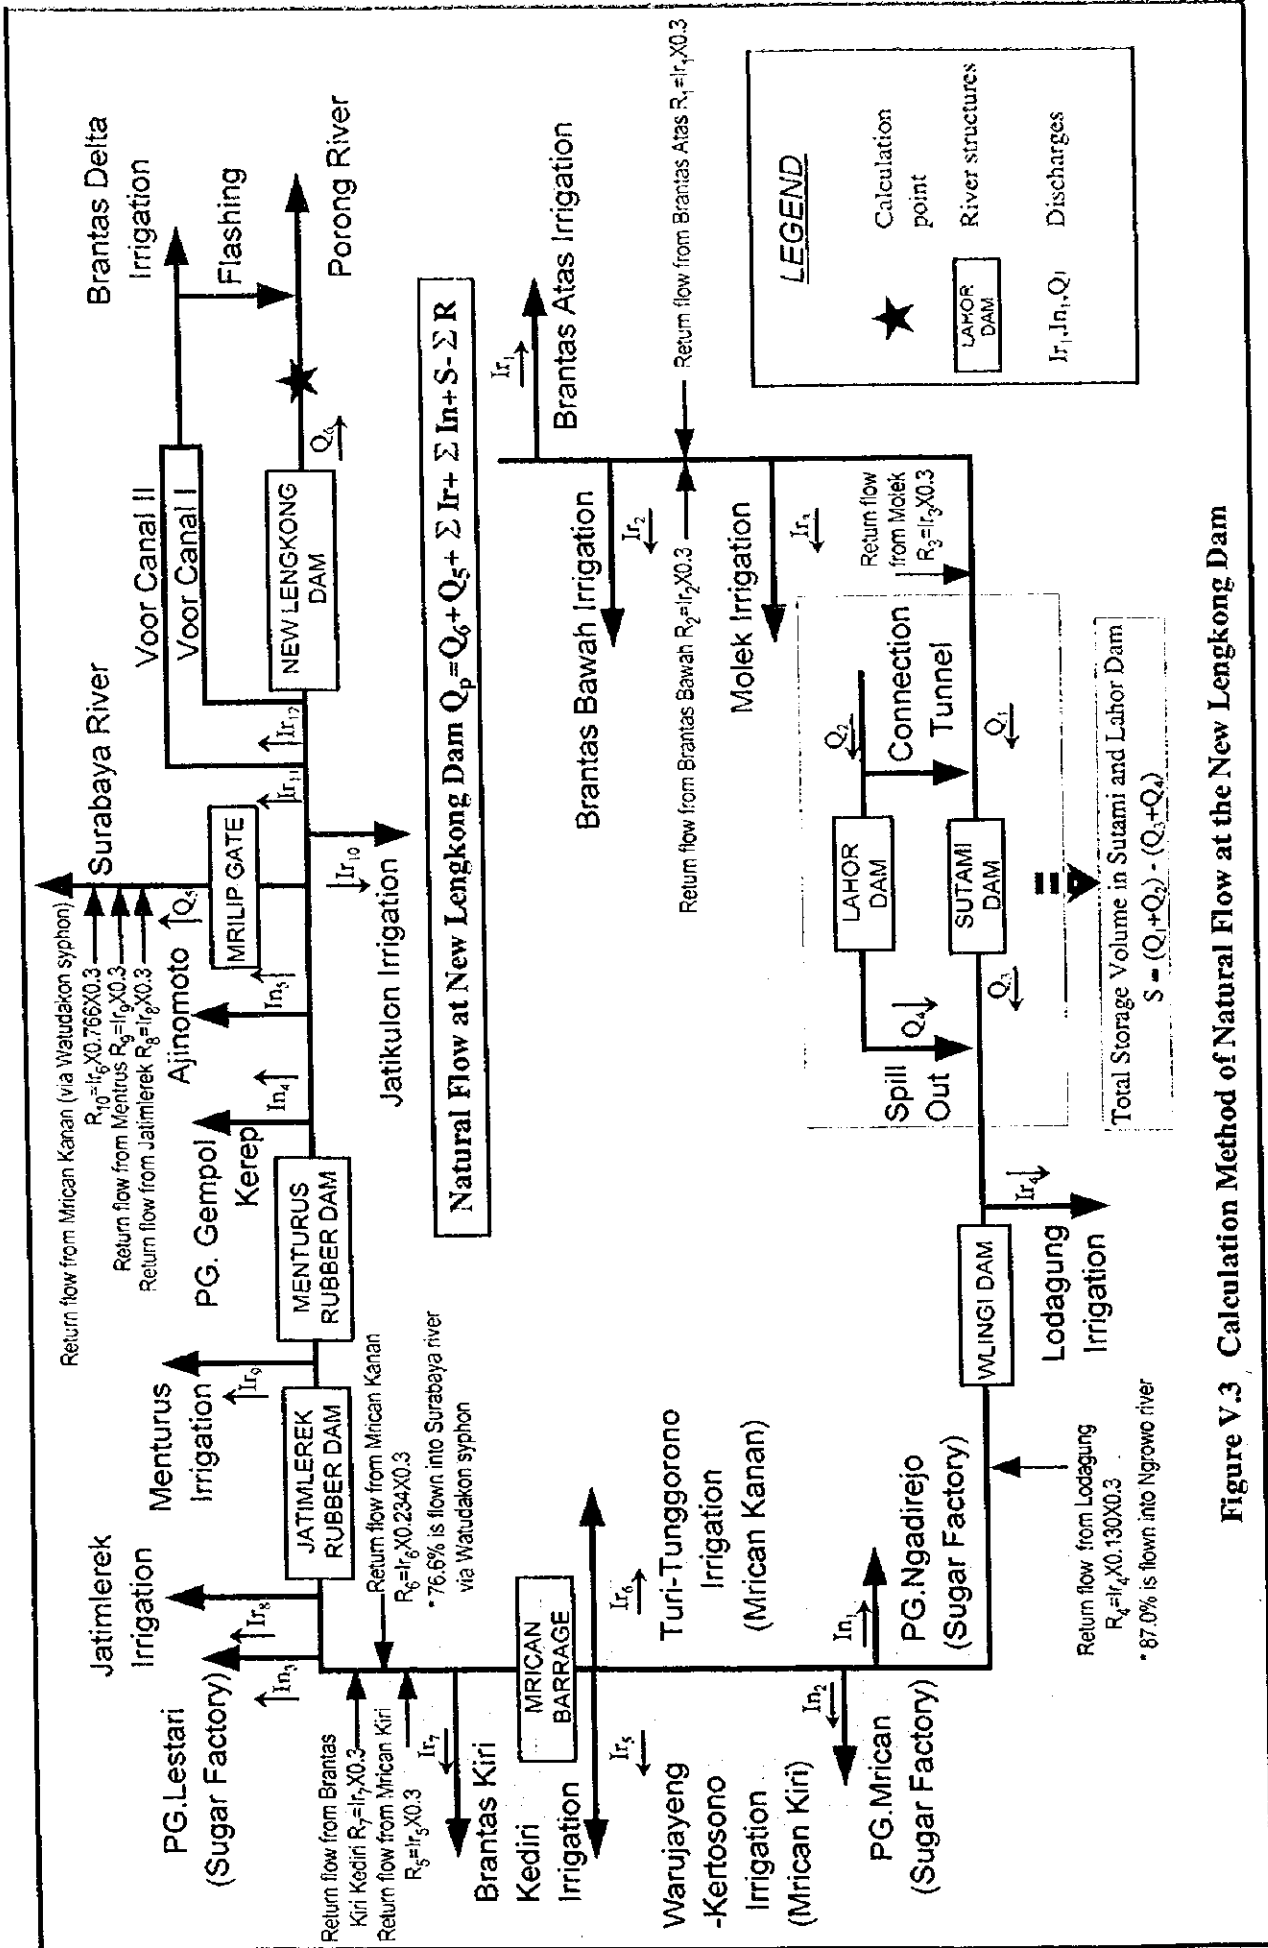 Brantas Delta
Irrigation
Flashing
Porong River
Voor Canal II
Voor Canal I
NEW LENGKONG
DAM
Q6
Ir12
Ir11
Surabaya River
Q5
MRILIP GATE
Return flow from Mrican Kanan (via Watudakon syphon)
R10=Ir6X0.766X0.3
Return flow from Mentrus R9=Ir9X0.3
Return flow from Jatimlerek R8=Ir8X0.3
Ir10
Jatikulon Irrigation
Ajinomoto
In5
PG. Gempol
Kerep
In4
MENTURUS
RUBBER DAM
Menturus
Irrigation
Ir9
JATIMLEREK
RUBBER DAM
Jatimlerek
Irrigation
Ir8
PG.Lestari
(Sugar Factory)
In3
Natural Flow at New Lengkong Dam Qp=Q6+Q5+ Σ Ir+ Σ In+S- Σ R
Return flow from Mrican Kanan
R6=Ir6X0.234X0.3
*76.6% is flown into Surabaya river
via Watudakon syphon
Return flow from Brantas
Kiri Kediri R7=Ir7X0.3
Return flow from Mrican Kiri
R5=Ir5X0.3
Ir7
Brantas Kiri
Kediri
Irrigation
MRICAN
BARRAGE
Ir6
Turi-Tunggorono
Irrigation
(Mrican Kanan)
Ir5
Warujayeng
-Kertosono
Irrigation
(Mrican Kiri)
In1
PG.Ngadirejo
(Sugar Factory)
In2
PG.Mrican
(Sugar Factory)
Return flow from Lodagung
R4=Ir4X0.130X0.3
*87.0% is flown into Ngrowo river
WLINGI DAM
Ir4
Lodagung
Irrigation
Ir1
Brantas Atas Irrigation
Brantas Bawah Irrigation
Ir2
Return flow from Brantas Atas R1=Ir1X0.3
Return flow from Brantas Bawah R2=Ir2X0.3
Molek Irrigation
Ir3
Return flow
from Molek
R3=Ir3X0.3
Q2
Connection
Tunnel
Q1
LAHOR
DAM
SUTAMI
DAM
Q4
Q3
Spill
Out
Total Storage Volume in Sutami and Lahor Dam
S = (Q1+Q2) - (Q3+Q4)
LEGEND
Calculation
point
LAHOR
DAM
River structures
Ir1,In1,Q1
Discharges
Figure V.3 Calculation Method of Natural Flow at the New Lengkong Dam